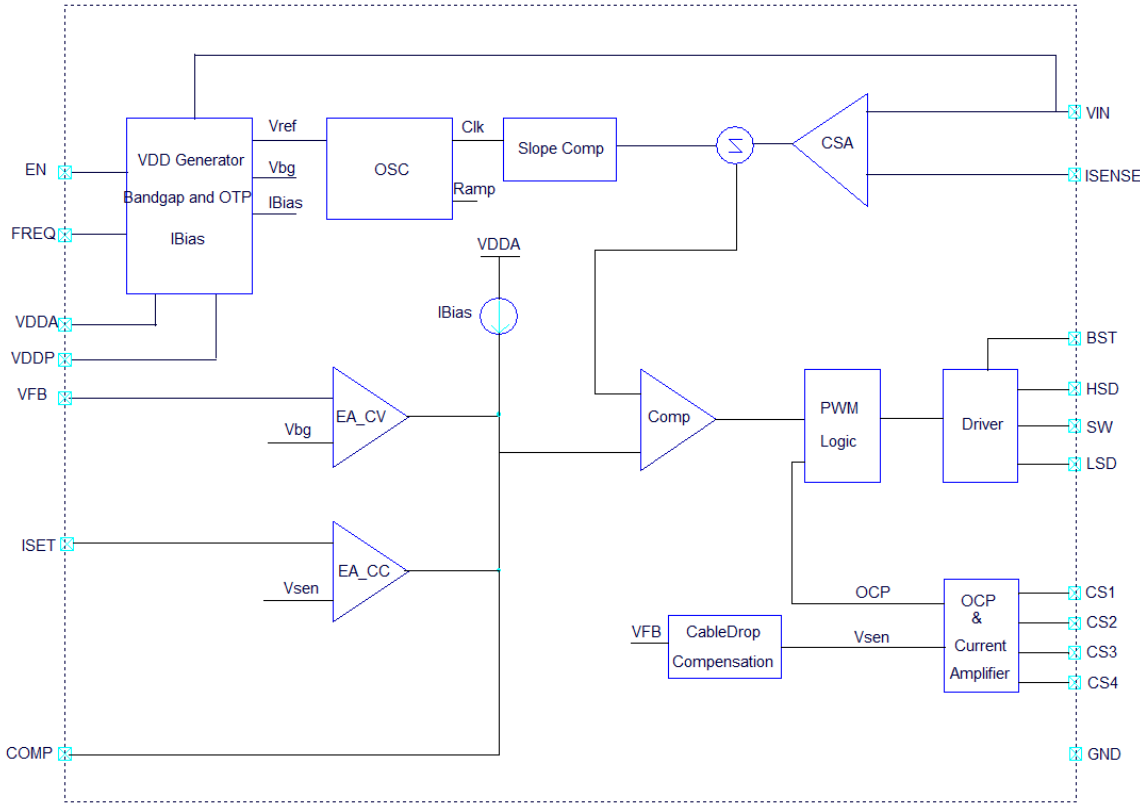 VIN
Vref
Clk
VDD Generator
OSC
Slope Comp
Σ
CSA
EN
Vbg
Bandgap and OTP
Ramp
ISENSE
IBias
FREQ
IBias
VDDA
IBias
VDDA
VDDP
BST
VFB
EA_CV
Vbg
Comp
PWM
Logic
Driver
HSD
SW
LSD
ISET
EA_CC
Vsen
OCP
OCP
&
Current
Amplifier
CS1
CS2
CS3
CS4
VFB
CableDrop
Compensation
Vsen
COMP
GND